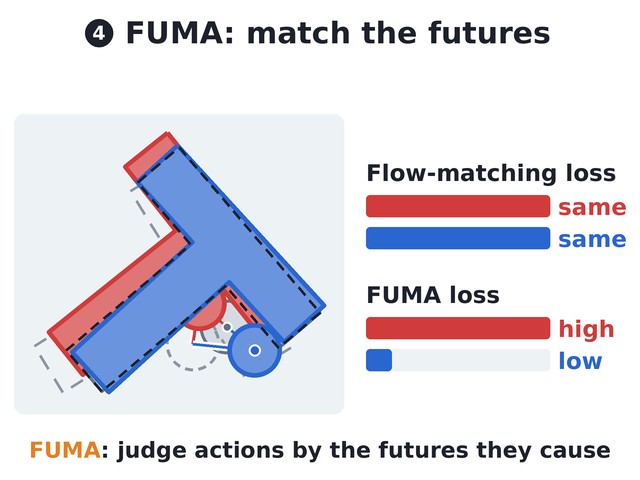 4 FUMA: match the futures
Flow-matching loss
same
same
FUMA loss
high
low
FUMA: judge actions by the futures they cause